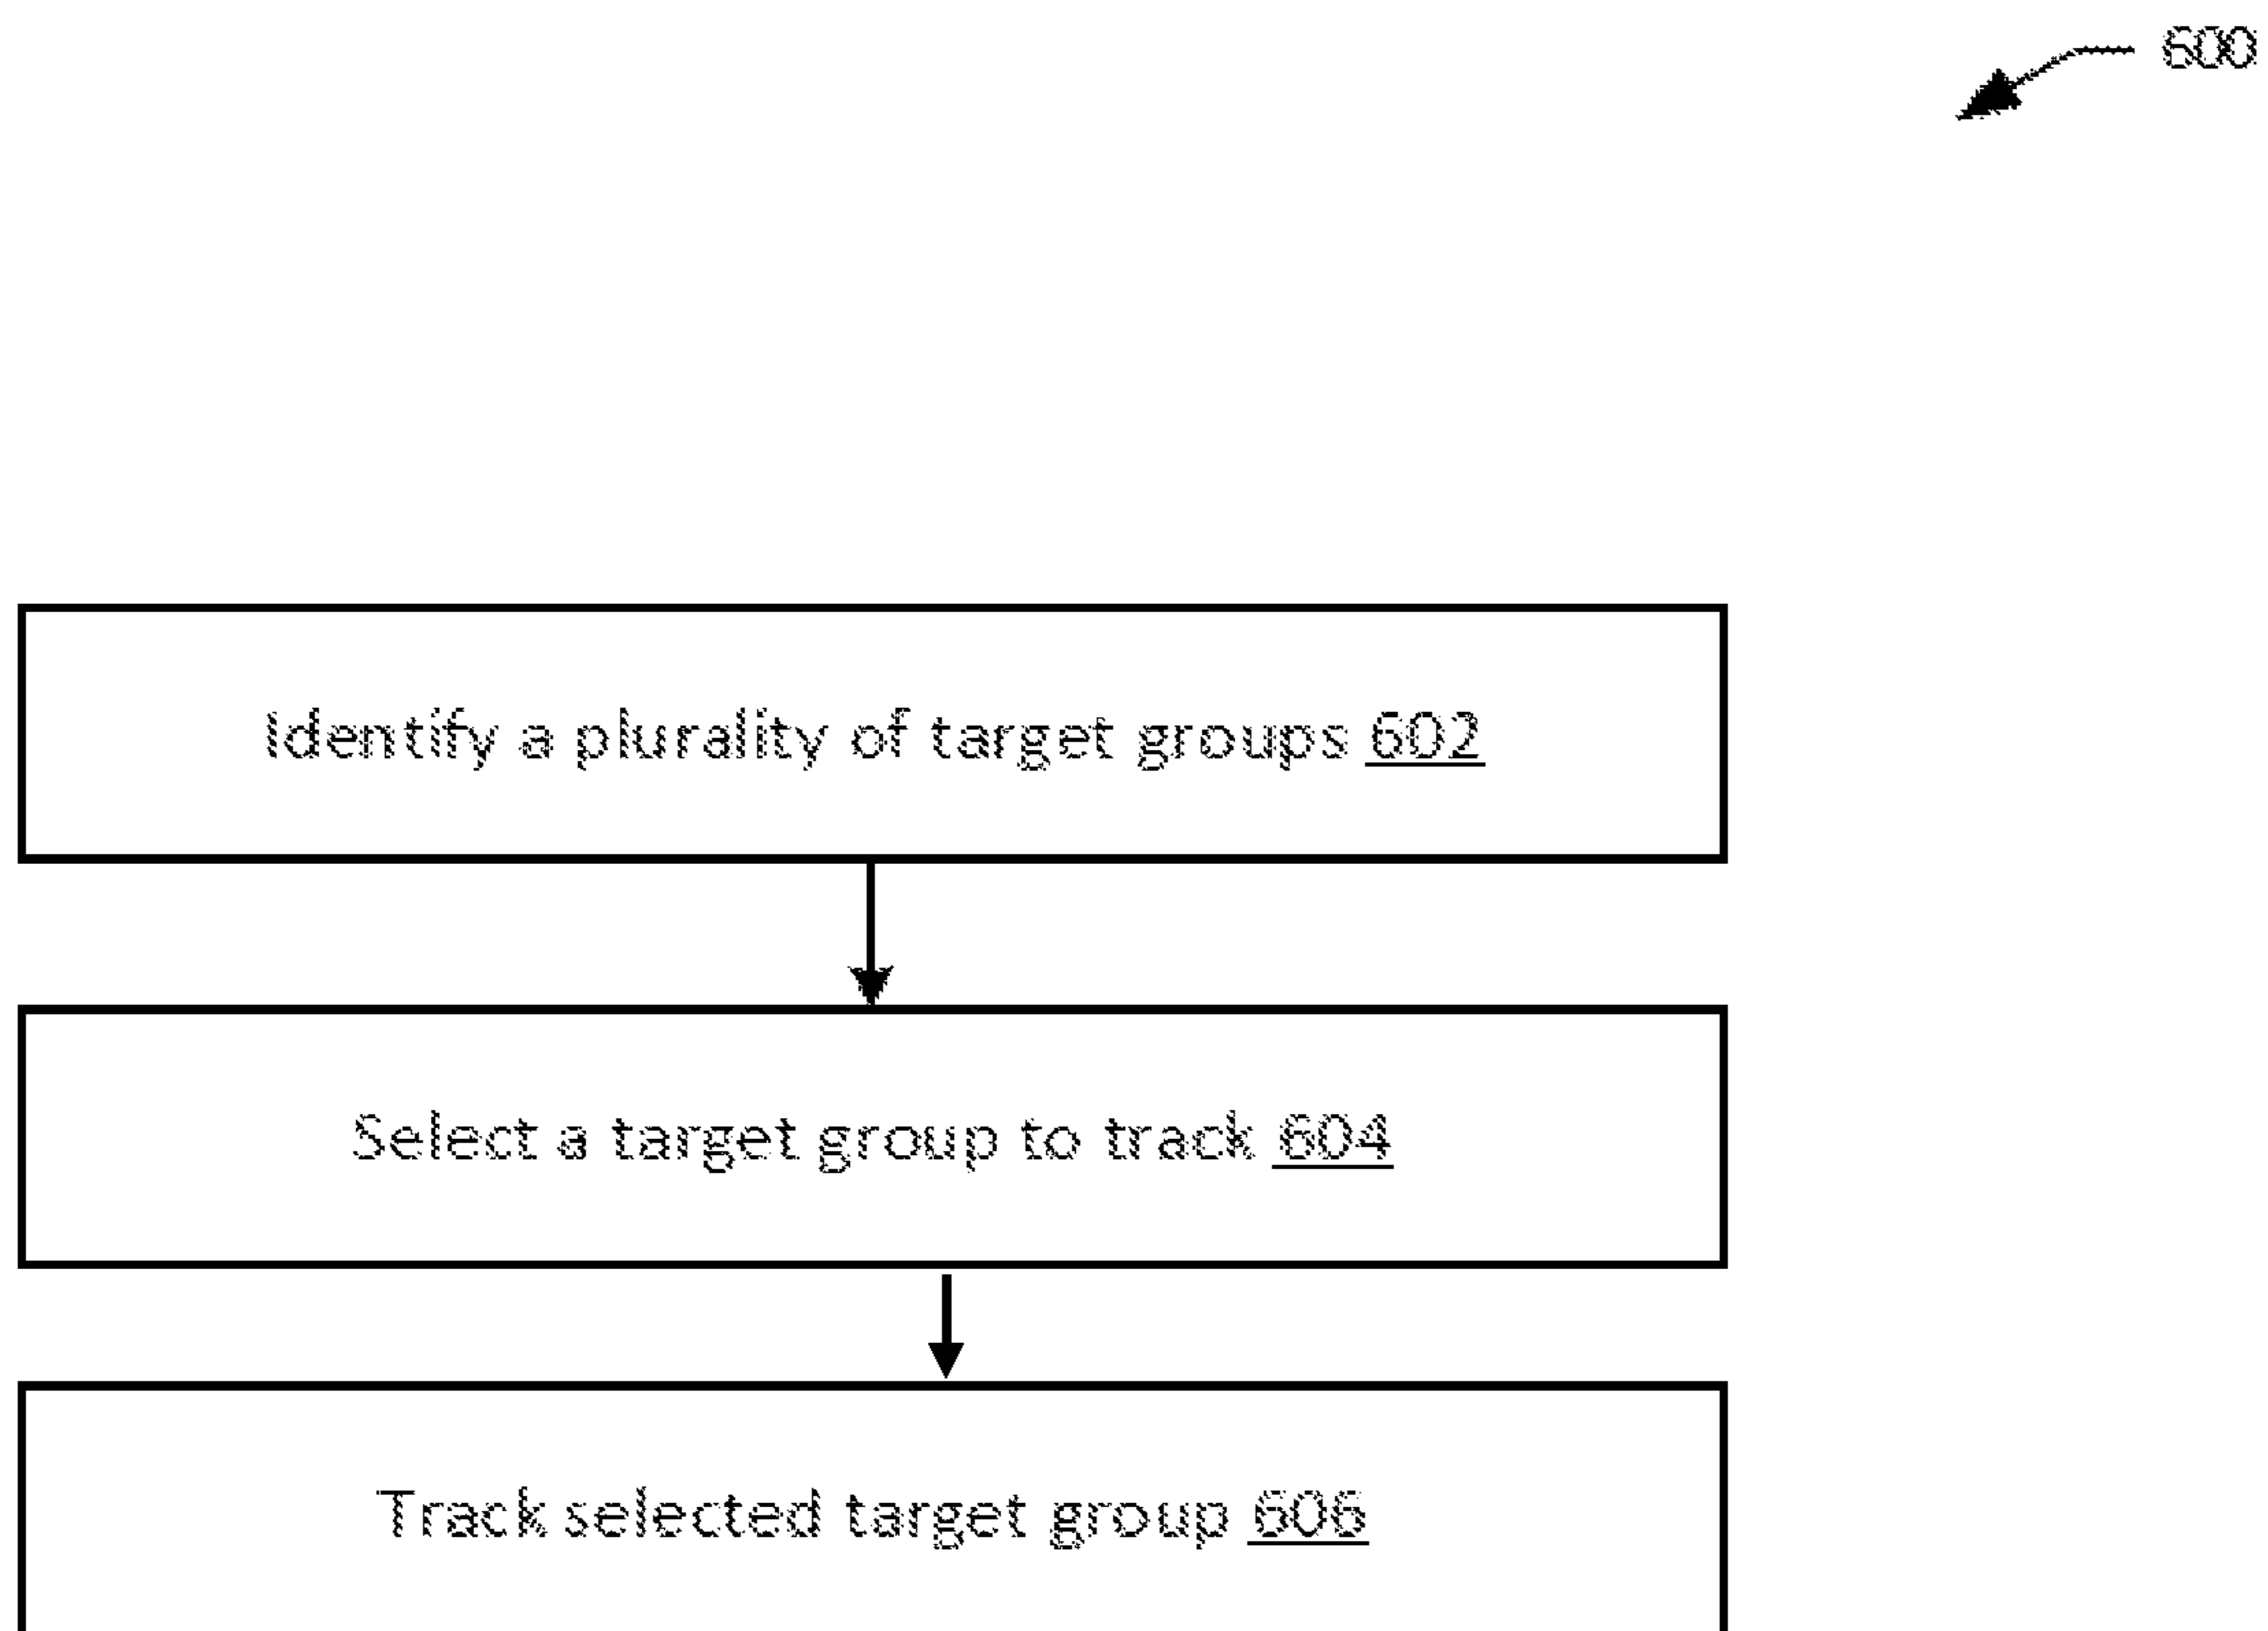 600
Identify a plurality of target groups 602
Select a target group to track 604
Track selected target group 606